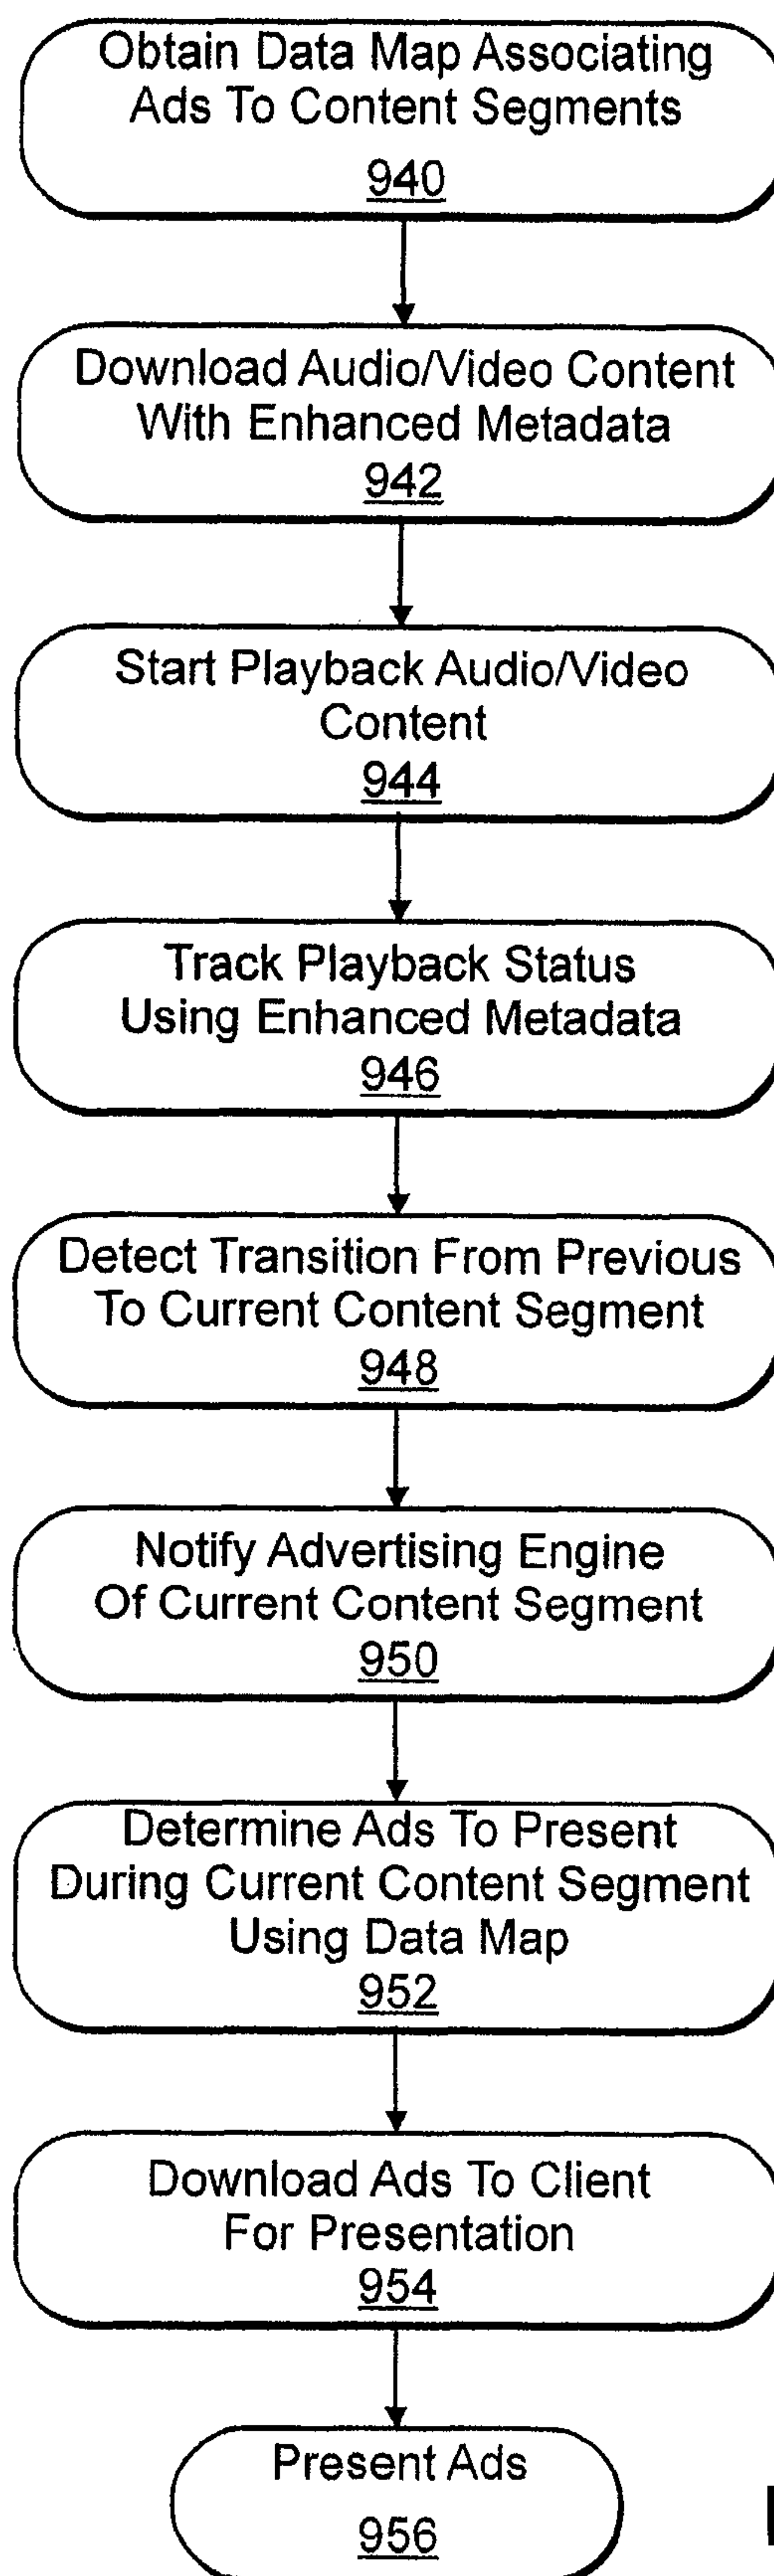 Obtain Data Map Associating
Ads To Content Segments
940
Download Audio/Video Content
With Enhanced Metadata
942
Start Playback Audio/Video
Content
944
Track Playback Status
Using Enhanced Metadata
946
Detect Transition From Previous
To Current Content Segment
948
Notify Advertising Engine
Of Current Content Segment
950
Determine Ads To Present
During Current Content Segment
Using Data Map
952
Download Ads To Client
For Presentation
954
Present Ads
956